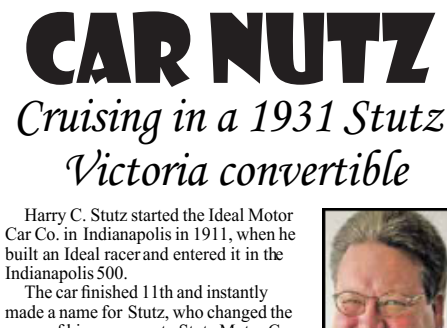 CAR NUTZ
Cruising in a 1931 Stutz
Victoria convertible
Harry C. Stutz started the Ideal Motor
Car Co. in Indianapolis in 1911, when he
built an Ideal racer and entered it in the
Indianapolis 500.
The car finished 11th and instantly
made a name for Stutz, who changed the